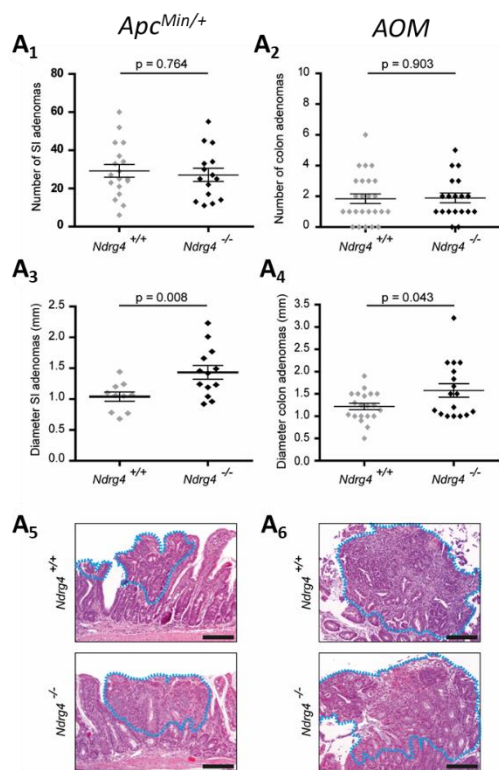 Apc^Min/+
AOM
A1
p = 0.764
Number of SI adenomas
80
60
40
20
0
Ndrg4 +/+
Ndrg4 -/-
A2
p = 0.903
Number of colon adenomas
10
8
6
4
2
0
Ndrg4 +/+
Ndrg4 -/-
A3
p = 0.008
Diameter SI adenomas (mm)
2.5
2.0
1.5
1.0
0.5
0.0
Ndrg4 +/+
Ndrg4 -/-
A4
p = 0.043
Diameter colon adenomas (mm)
3.5
3.0
2.5
2.0
1.5
1.0
0.5
0.0
Ndrg4 +/+
Ndrg4 -/-
A5
Ndrg4 +/+
Ndrg4 -/-
A6
Ndrg4 +/+
Ndrg4 -/-